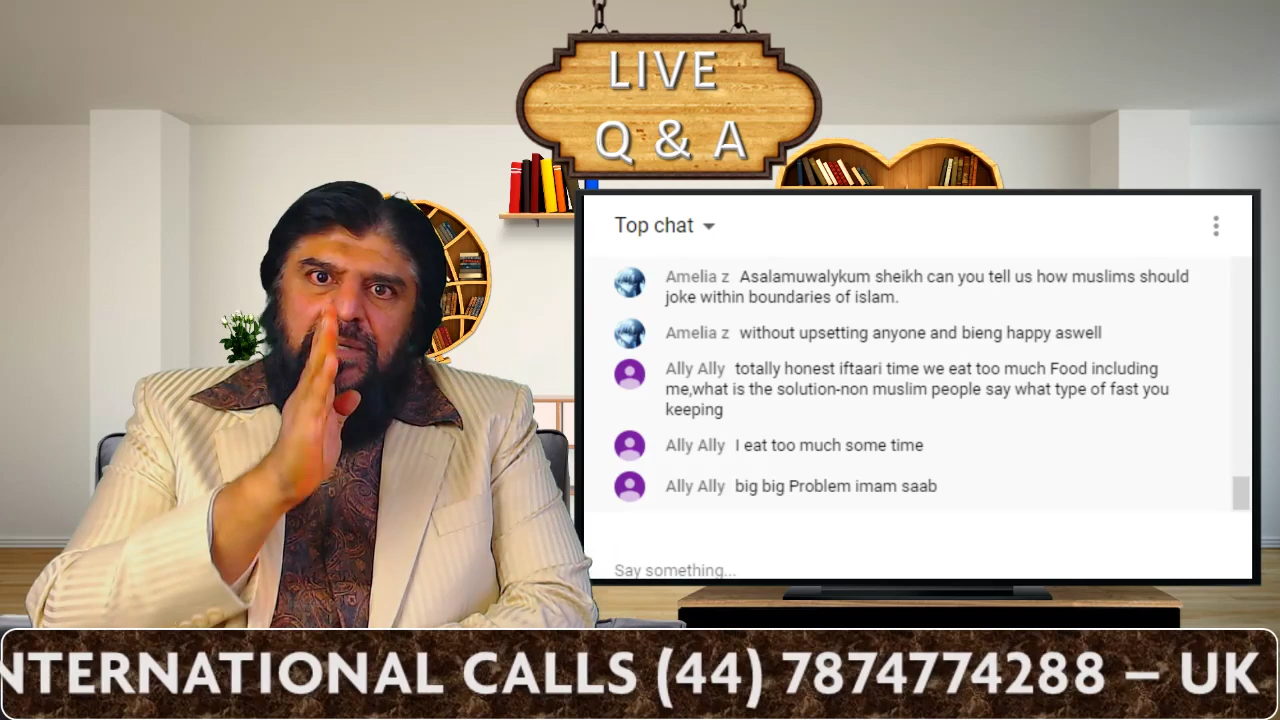 LIVE
Q & A
Top chat
Amelia z Asalamuwalykum sheikh can you tell us how muslims should
joke within boundaries of islam.
Amelia z without upsetting anyone and bieng happy aswell
Ally Ally totally honest iftaari time we eat too much Food including
me,what is the solution-non muslim people say what type of fast you
keeping
Ally Ally I eat too much some time
Ally Ally big big Problem imam saab
Say something...
NTERNATIONAL CALLS (44) 7874774288 – UK